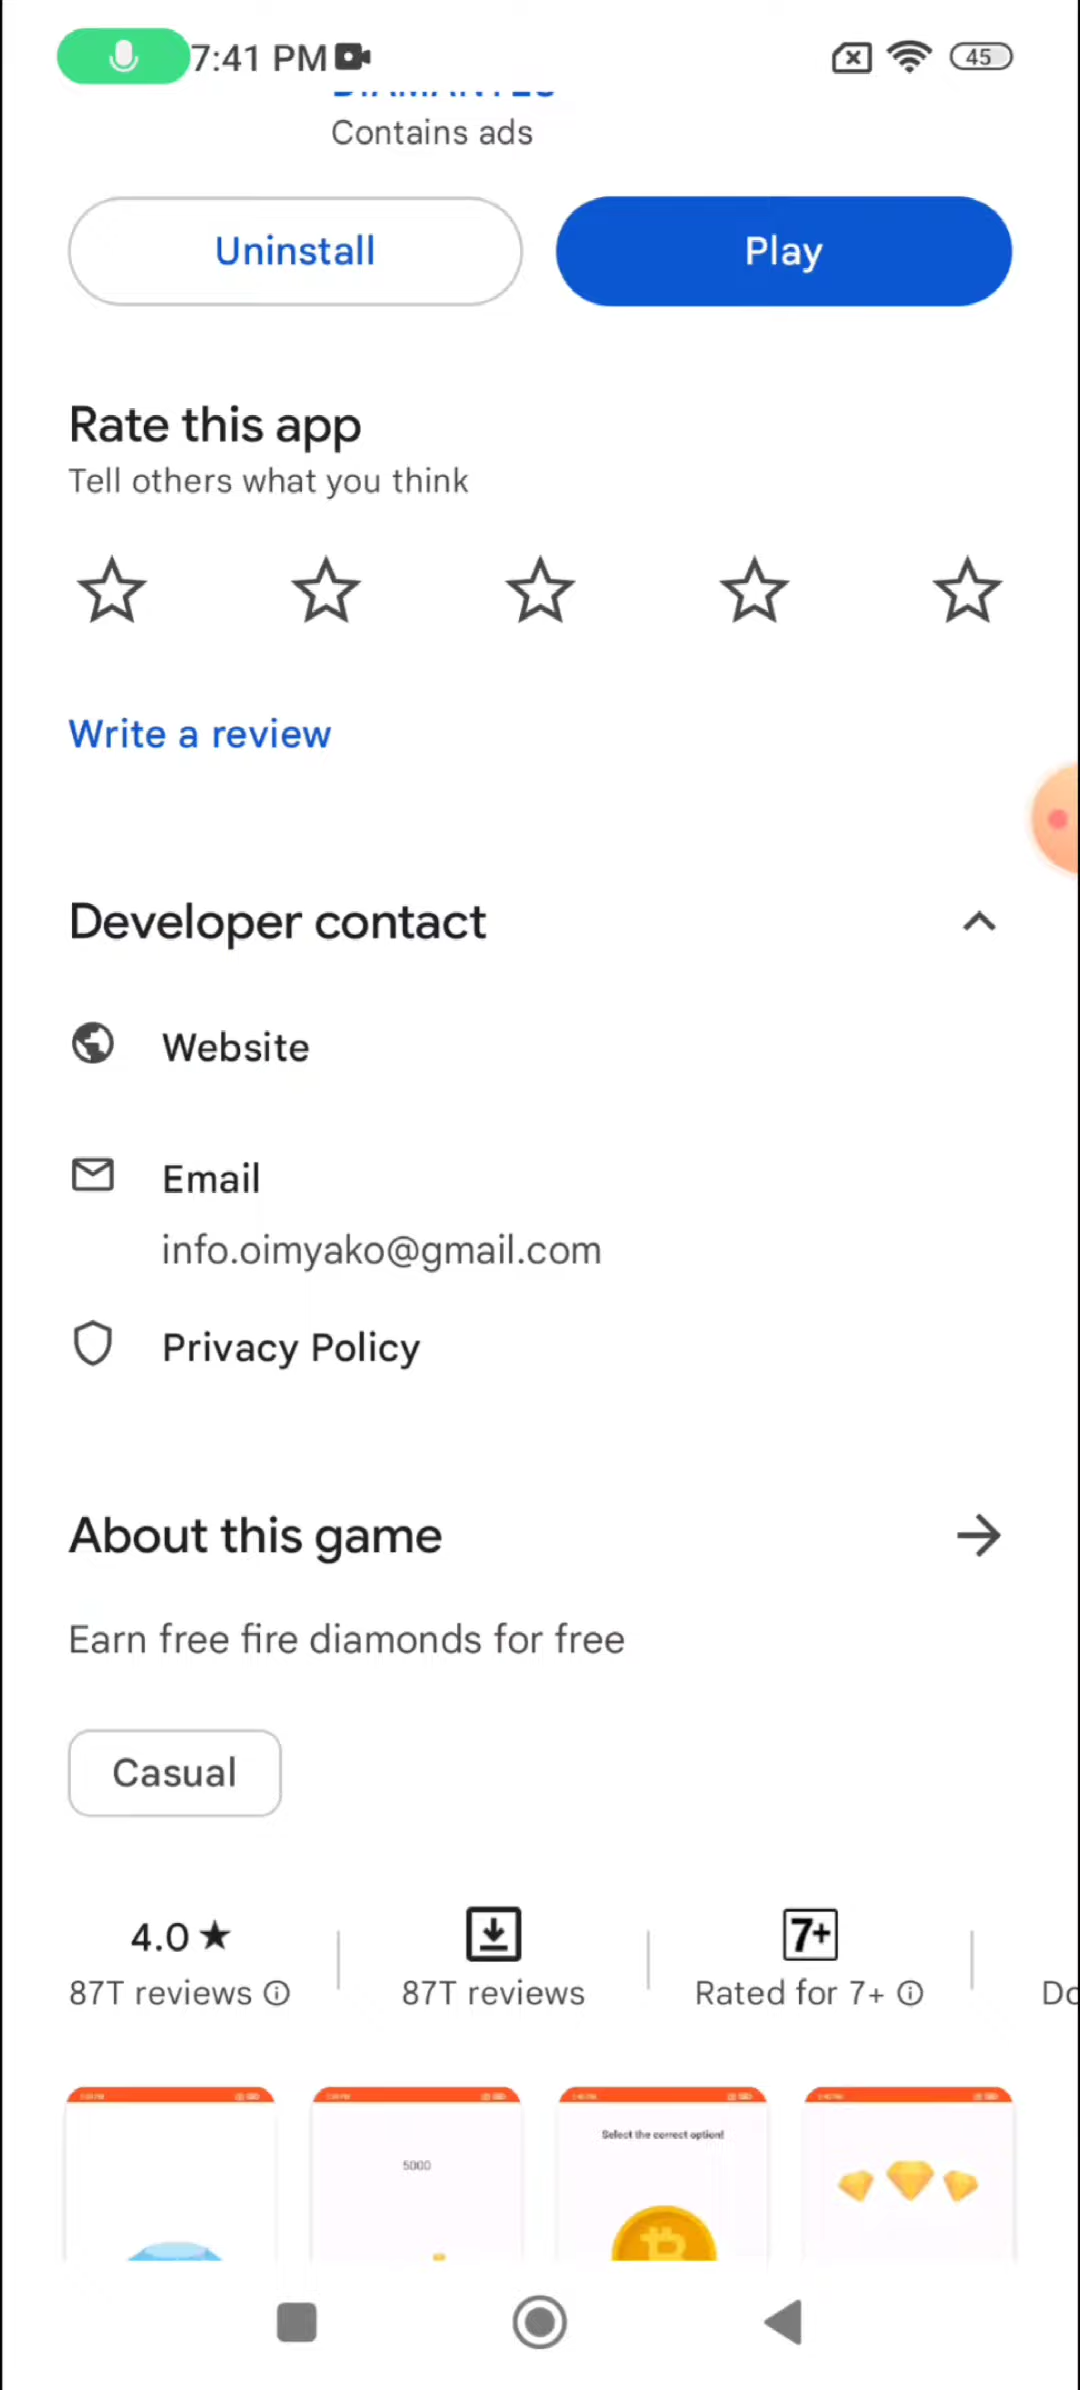 7:41 PM
45
Contains ads
Uninstall
Play
Rate this app
Tell others what you think
Write a review
Developer contact
Website
Email
info.oimyako@gmail.com
Privacy Policy
About this game
Earn free fire diamonds for free
Casual
4.0 ★
87T reviews
87T reviews
7+
Rated for 7+
Do
5000
Select the correct option!